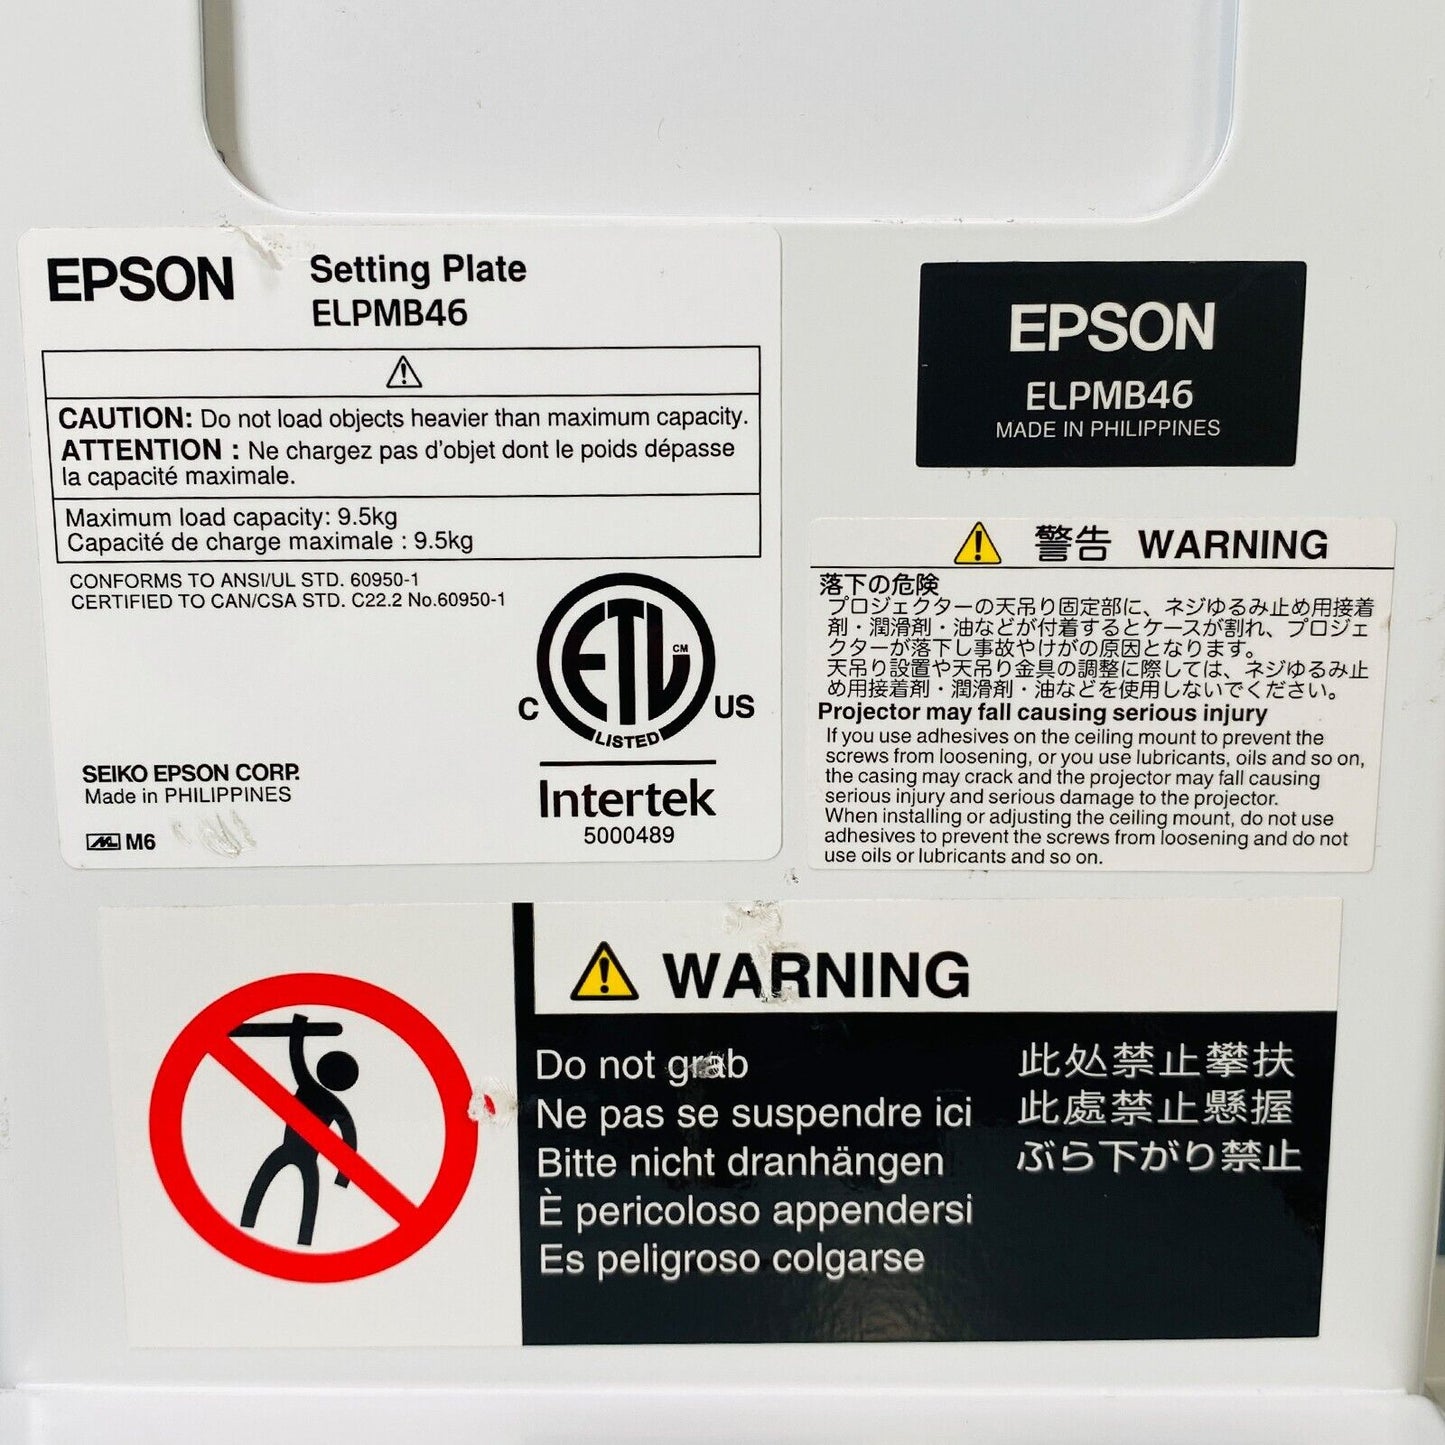 EPSON
Setting Plate
ELPMB46
CAUTION: Do not load objects heavier than maximum capacity.
ATTENTION : Ne chargez pas d'objet dont le poids dépasse
la capacité maximale.
Maximum load capacity: 9.5kg
Capacité de charge maximale : 9.5kg
CONFORMS TO ANSI/UL STD. 60950-1
CERTIFIED TO CAN/CSA STD. C22.2 No.60950-1
ETL CM
C US
LISTED
Intertek
5000489
SEIKO EPSON CORP.
Made in PHILIPPINES
M6
EPSON
ELPMB46
MADE IN PHILIPPINES
警告 WARNING
落下の危険
プロジェクターの天吊り固定部に、ネジゆるみ止め用接着
剤・潤滑剤・油などが付着するとケースが割れ、プロジェ
クターが落下し事故やけがの原因となります。
天吊り設置や天吊り金具の調整に際しては、ネジゆるみ止
め用接着剤・潤滑剤・油などを使用しないでください。
Projector may fall causing serious injury
If you use adhesives on the ceiling mount to prevent the
screws from loosening, or you use lubricants, oils and so on,
the casing may crack and the projector may fall causing
serious injury and serious damage to the projector.
When installing or adjusting the ceiling mount, do not use
adhesives to prevent the screws from loosening and do not
use oils or lubricants and so on.
WARNING
Do not grab
Ne pas se suspendre ici
Bitte nicht dranhängen
È pericoloso appendersi
Es peligroso colgarse
此处禁止攀扶
此處禁止懸握
ぶら下がり禁止